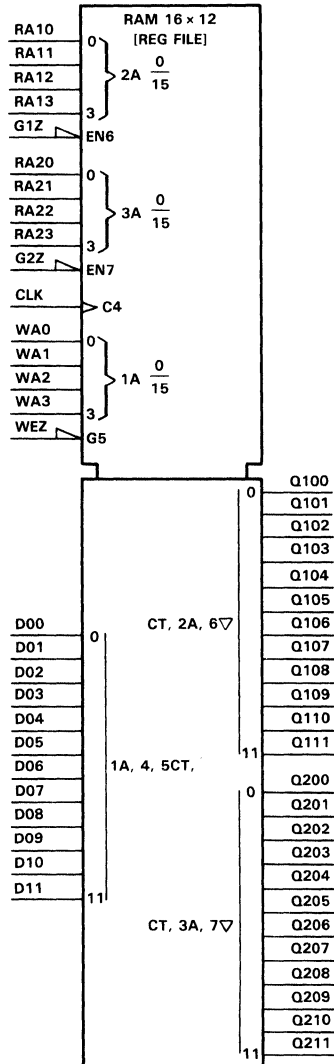 RAM 16 × 12
[REG FILE]
RA10
0
RA11
RA12
2A 0/15
RA13
3
G1Z
EN6
RA20
0
RA21
RA22
3A 0/15
RA23
3
G2Z
EN7
CLK
C4
WA0
0
WA1
WA2
1A 0/15
WA3
3
WEZ
G5
0
Q100
Q101
Q102
Q103
Q104
Q105
CT, 2A, 6▽
Q106
Q107
Q108
Q109
Q110
11
Q111
D00
0
D01
D02
D03
D04
D05
D06
1A, 4, 5CT,
D07
D08
D09
D10
D11
11
0
Q200
Q201
Q202
Q203
Q204
Q205
CT, 3A, 7▽
Q206
Q207
Q208
Q209
Q210
11
Q211